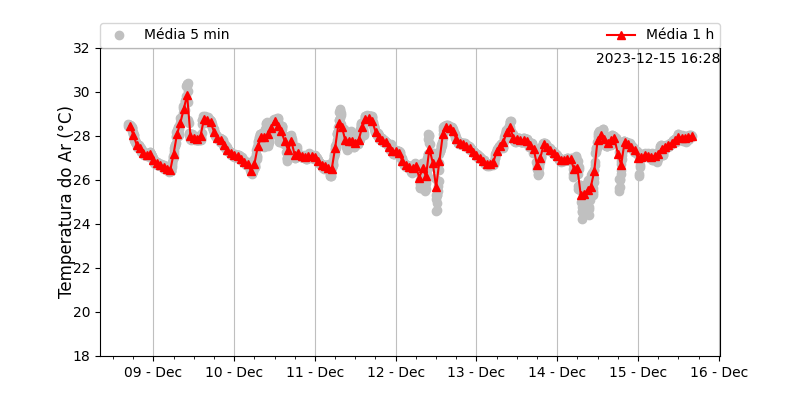 Média 5 min
Média 1 h
2023-12-15 16:28
Temperatura do Ar (°C)
32
30
28
26
24
22
20
18
09 - Dec
10 - Dec
11 - Dec
12 - Dec
13 - Dec
14 - Dec
15 - Dec
16 - Dec